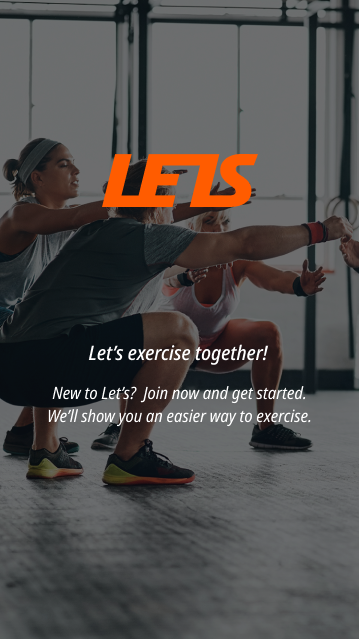 LETS
Let's exercise together!
New to Let's? Join now and get started.
We'll show you an easier way to exercise.